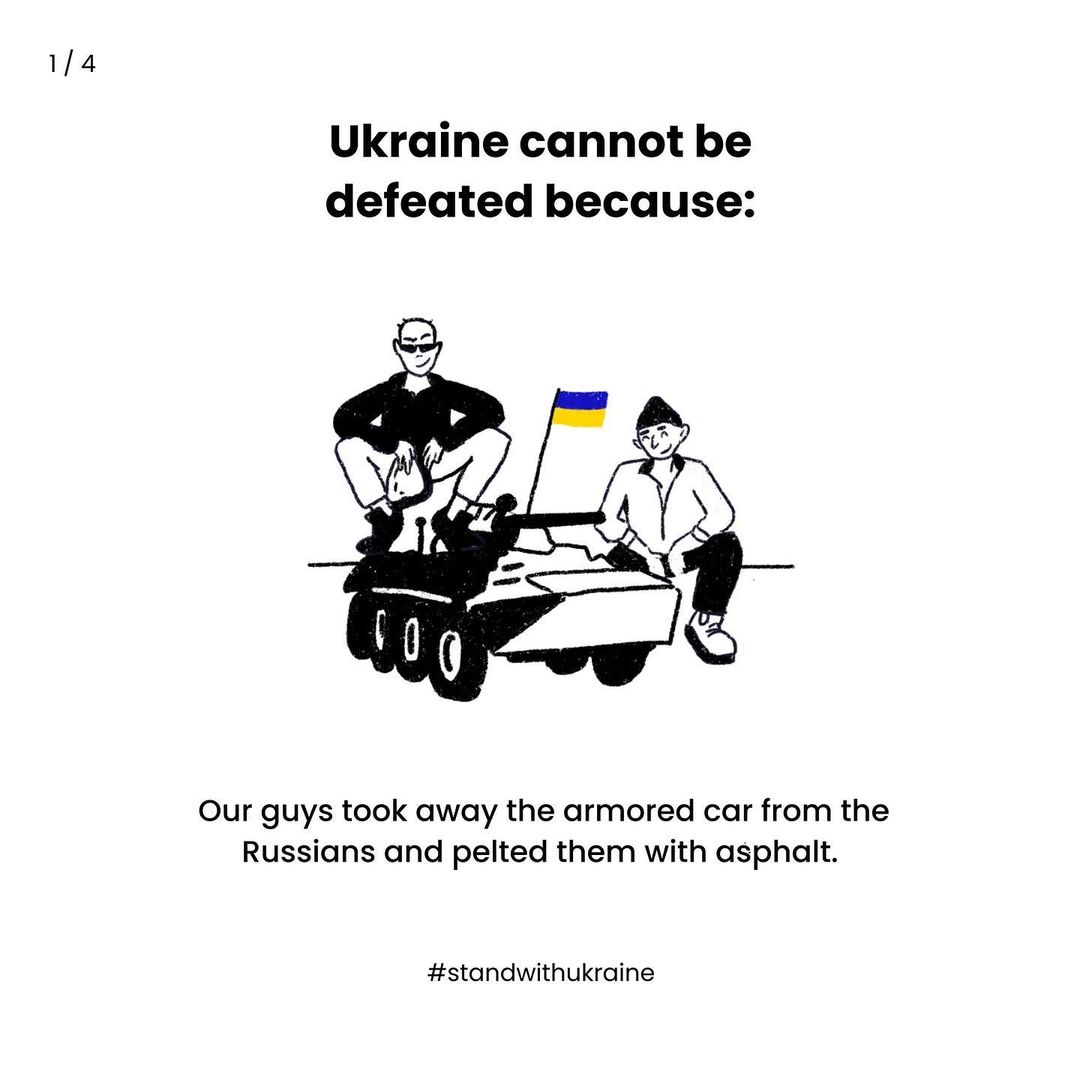 1 / 4
Ukraine cannot be
defeated because:
Our guys took away the armored car from the
Russians and pelted them with asphalt.
#standwithukraine